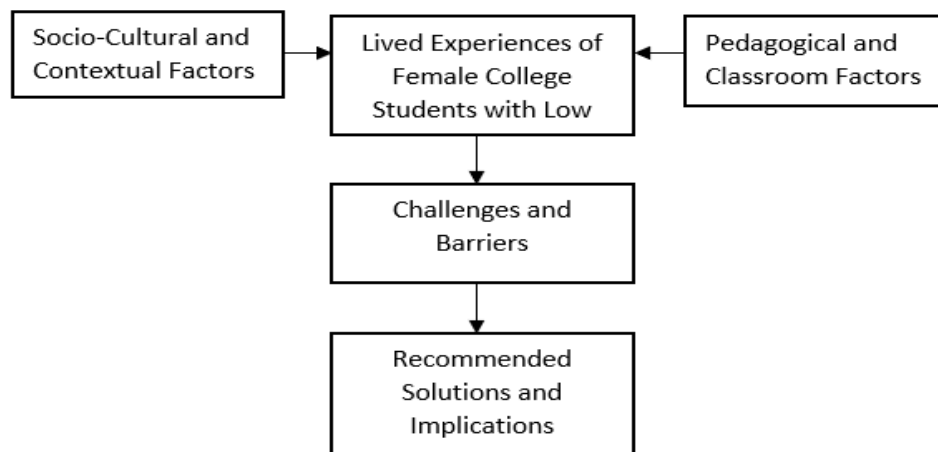 Socio-Cultural and
Contextual Factors
Lived Experiences of
Female College
Students with Low
Pedagogical and
Classroom Factors
Challenges and
Barriers
Recommended
Solutions and
Implications